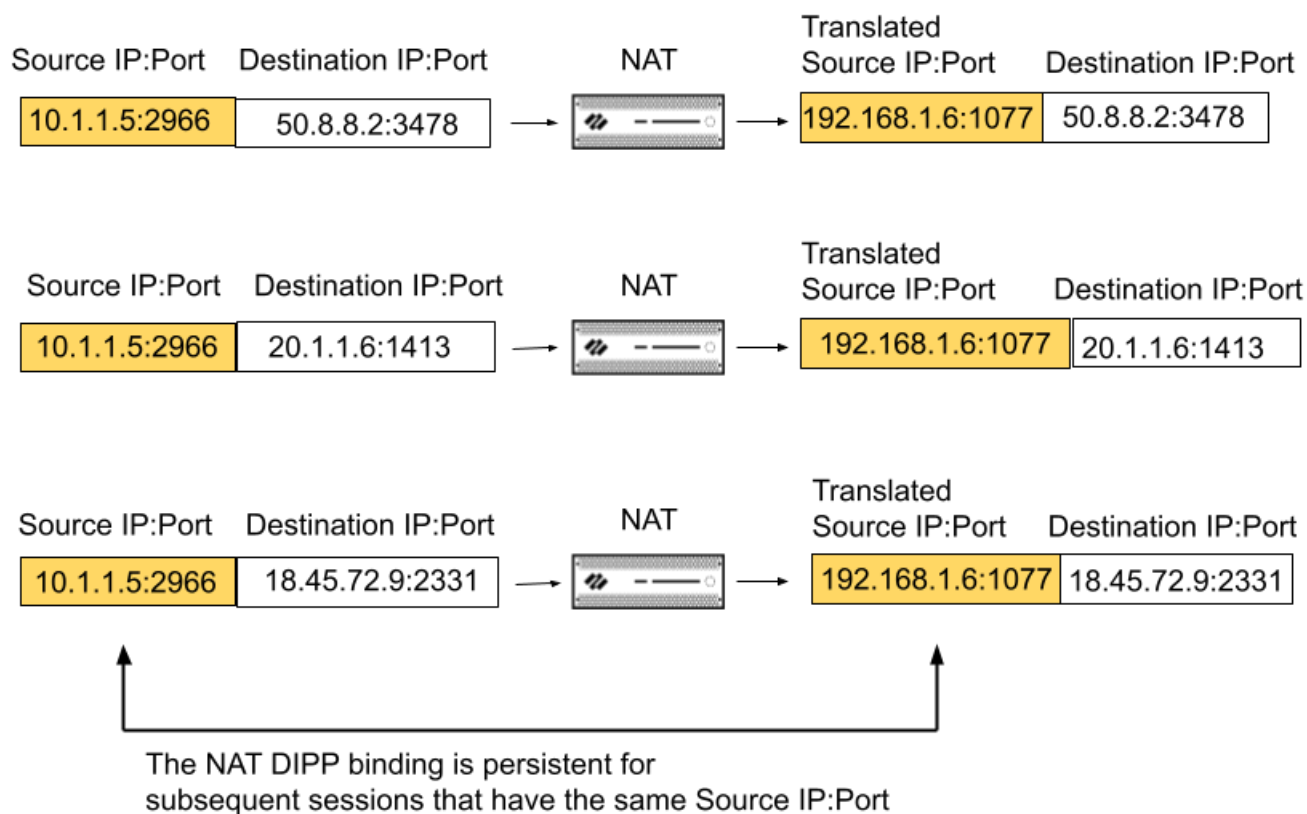 Translated
Source IP:Port Destination IP:Port NAT Source IP:Port Destination IP:Port
10.1.1.5:2966 50.8.8.2:3478 192.168.1.6:1077 50.8.8.2:3478
Translated
Source IP:Port Destination IP:Port NAT Source IP:Port Destination IP:Port
10.1.1.5:2966 20.1.1.6:1413 192.168.1.6:1077 20.1.1.6:1413
Translated
Source IP:Port Destination IP:Port NAT Source IP:Port Destination IP:Port
10.1.1.5:2966 18.45.72.9:2331 192.168.1.6:1077 18.45.72.9:2331
The NAT DIPP binding is persistent for
subsequent sessions that have the same Source IP:Port